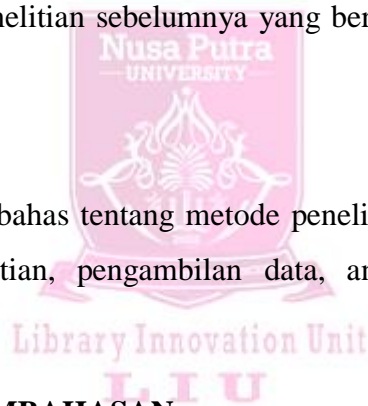 nelitian sebelumnya yang ber
Nusa Putra
UNIVERSITY
bahas tentang metode peneli
tian, pengambilan data, an
Library Innovation Unit
LIU
MBAHASAN